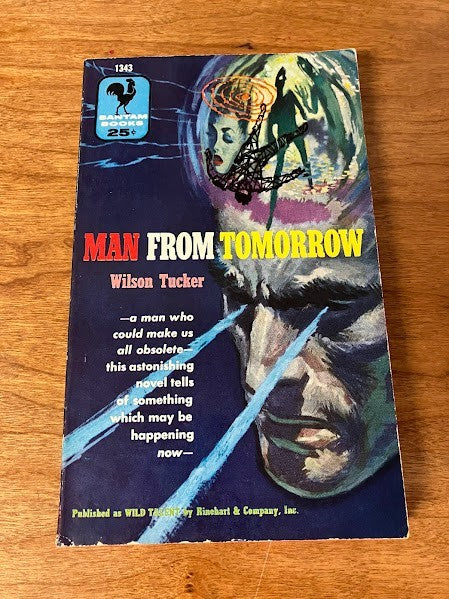 1343
BANTAM
BOOKS
25¢
MAN FROM TOMORROW
Wilson Tucker
—a man who
could make us
all obsolete—
this astonishing
novel tells
of something
which may be
happening
now—
Published as WILD TALENT by Rinehart & Company, Inc.